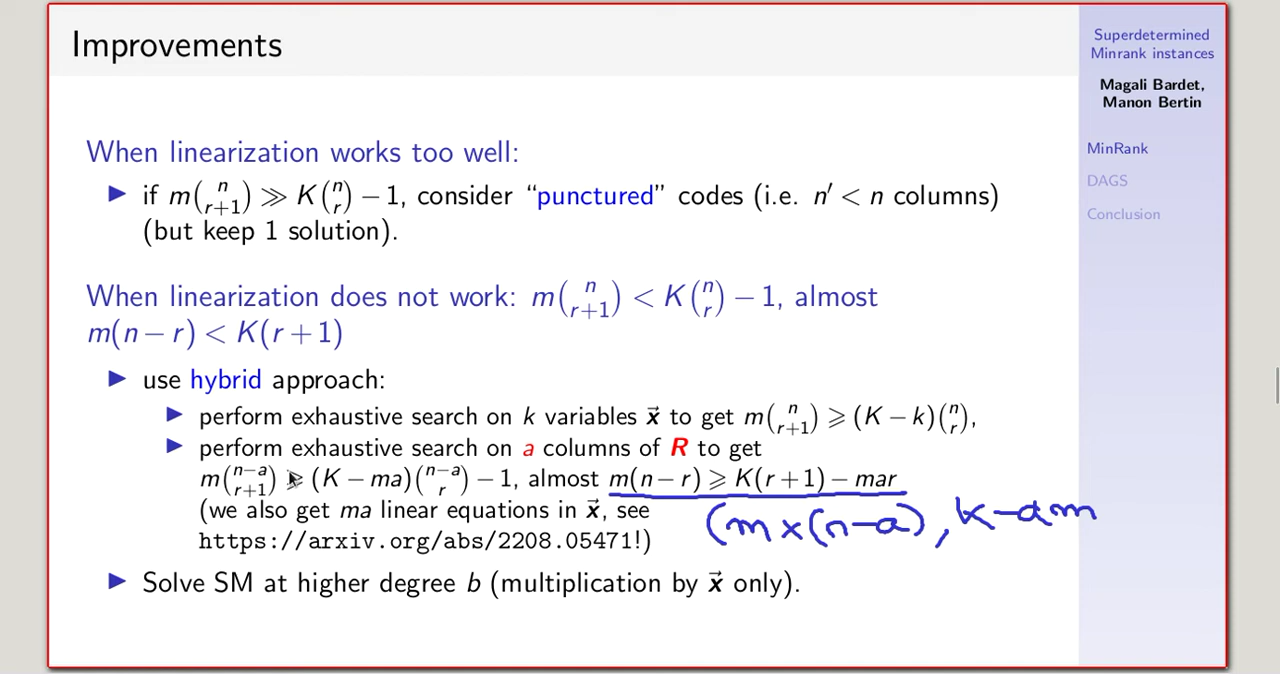 Improvements
When linearization works too well:
▶ if m(n r+1) ≫ K(n r) − 1, consider “punctured” codes (i.e. n′ < n columns)
(but keep 1 solution).
When linearization does not work: m(n r+1) < K(n r) − 1, almost
m(n − r) < K(r + 1)
▶ use hybrid approach:
▶ perform exhaustive search on k variables x⃗ to get m(n r+1) ⩾ (K − k)(n r),
▶ perform exhaustive search on a columns of R to get
m(n−a r+1) ⩾ (K − ma)(n−a r) − 1, almost m(n − r) ⩾ K(r + 1) − mar
(we also get ma linear equations in x⃗, see
https://arxiv.org/abs/2208.05471!)
(m×(n−a), K−am
▶ Solve SM at higher degree b (multiplication by x⃗ only).
Superdetermined
Minrank instances
Magali Bardet,
Manon Bertin
MinRank
DAGS
Conclusion